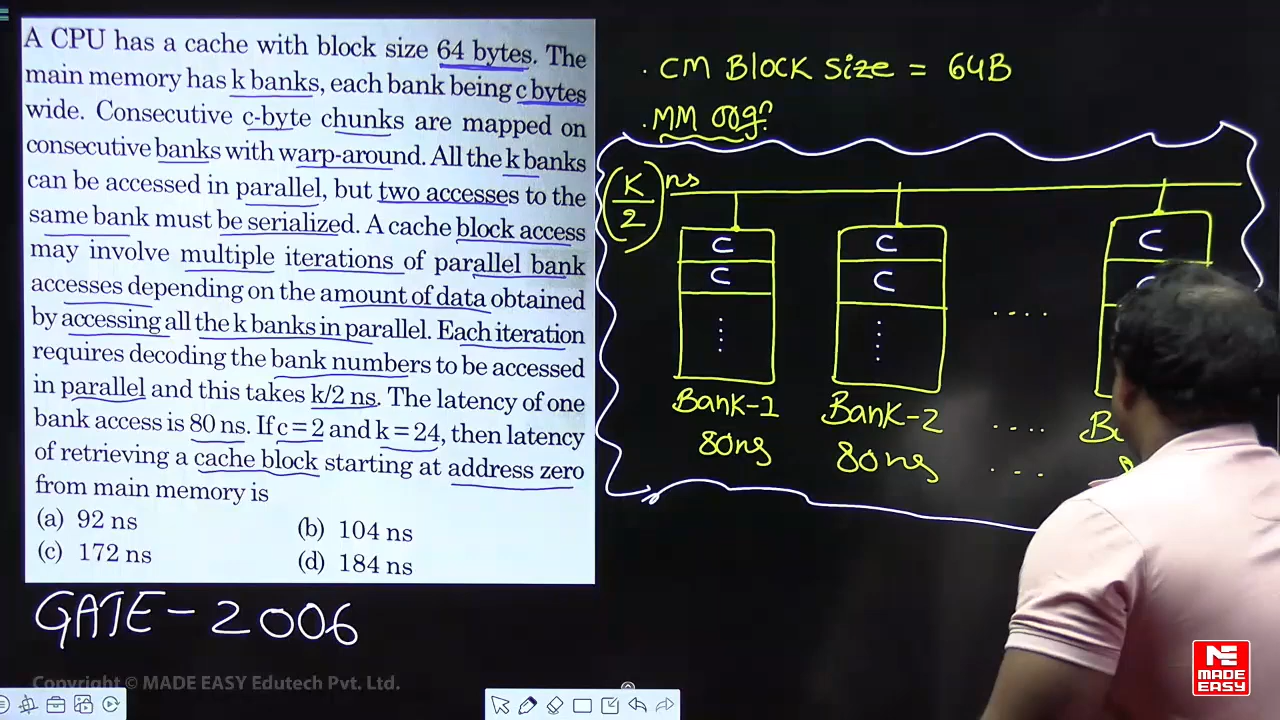 A CPU has a cache with block size 64 bytes. The
main memory has k banks, each bank being c bytes
wide. Consecutive c-byte chunks are mapped on
consecutive banks with warp-around. All the k banks
can be accessed in parallel, but two accesses to the
same bank must be serialized. A cache block access
may involve multiple iterations of parallel bank
accesses depending on the amount of data obtained
by accessing all the k banks in parallel. Each iteration
requires decoding the bank numbers to be accessed
in parallel and this takes k/2 ns. The latency of one
bank access is 80 ns. If c = 2 and k = 24, then latency
of retrieving a cache block starting at address zero
from main memory is
(a) 92 ns (b) 104 ns
(c) 172 ns (d) 184 ns
GATE - 2006
Copyright © MADE EASY Edutech Pvt. Ltd.
. CM BLOCK Size = 64B
. MM orgn
(K/2) ns
C C C
C C
Bank-1 Bank-2 ....
80ns 80ns ...
ME
MADE
EASY